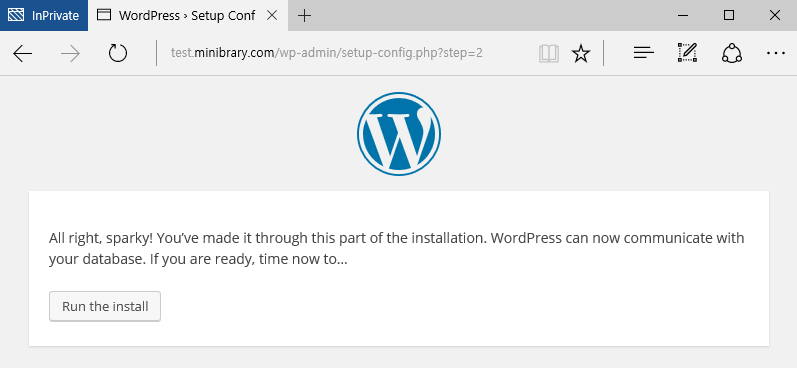 InPrivate
WordPress › Setup Conf
test.minibrary.com/wp-admin/setup-config.php?step=2
All right, sparky! You’ve made it through this part of the installation. WordPress can now communicate with
your database. If you are ready, time now to…
Run the install